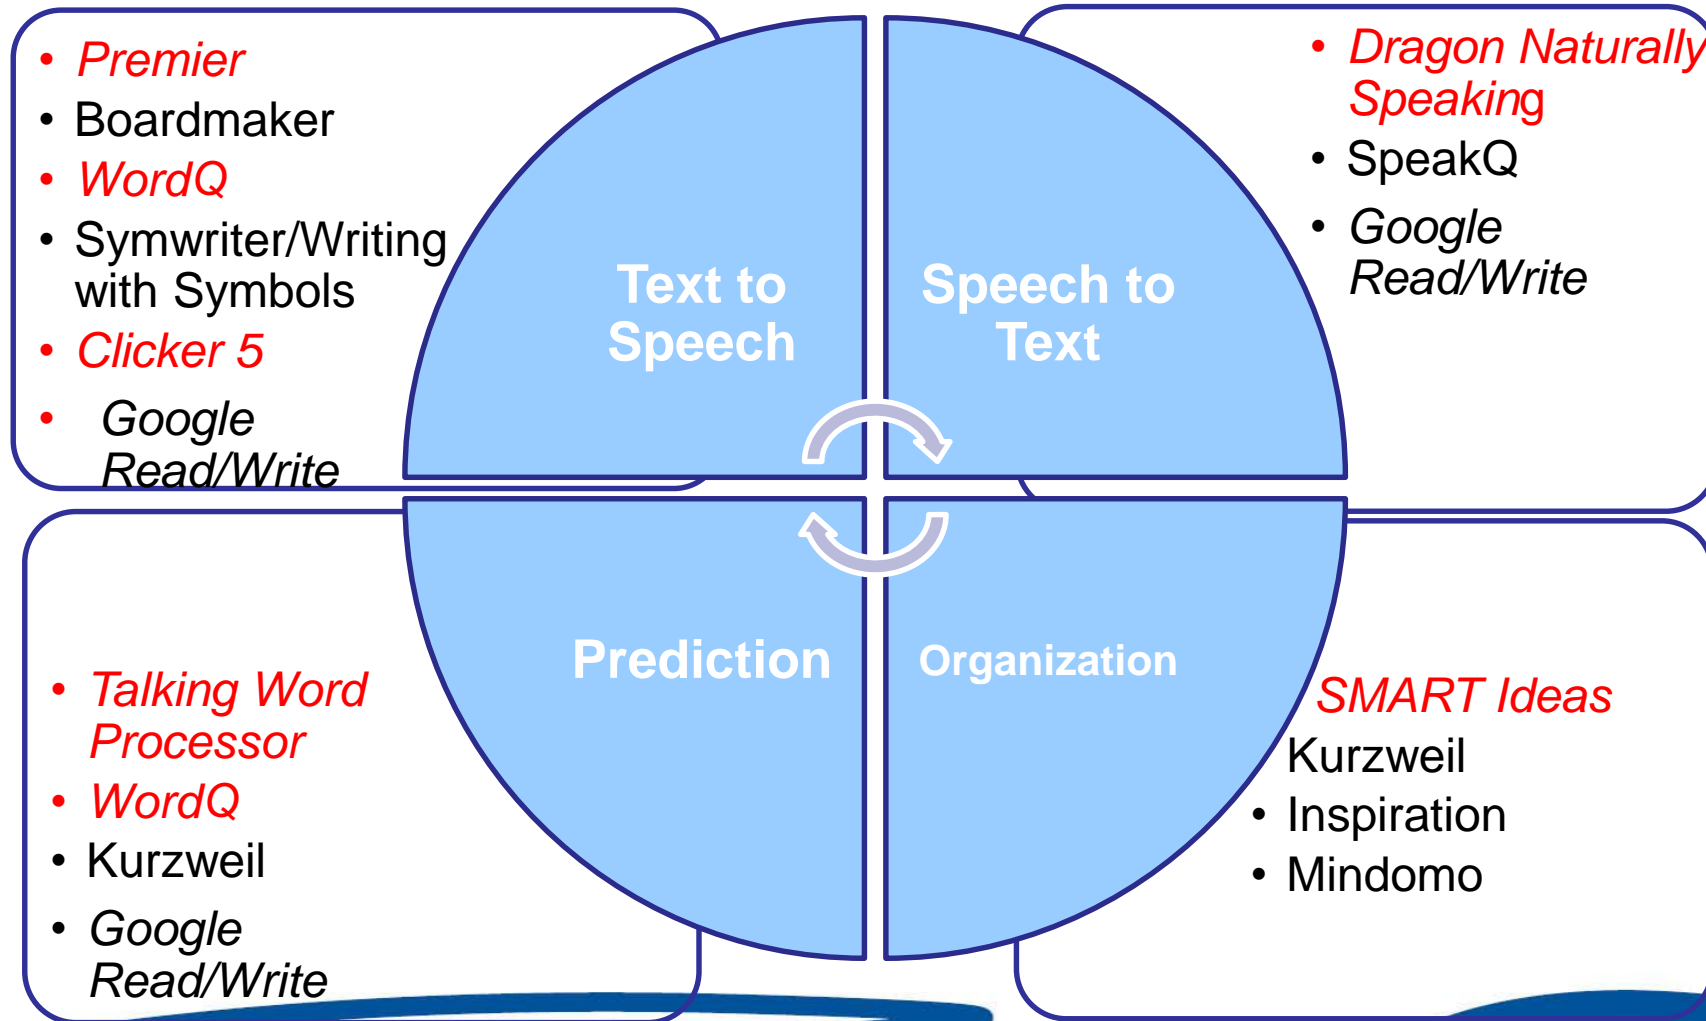 • Premier
• Boardmaker
• WordQ
• Symwriter/Writing
with Symbols
• Clicker 5
• Google
Read/Write
Text to
Speech
Speech to
Text
• Dragon Naturally
Speaking
• SpeakQ
• Google
Read/Write
• Talking Word
Processor
• WordQ
• Kurzweil
• Google
Read/Write
Prediction
Organization
SMART Ideas
Kurzweil
• Inspiration
• Mindomo